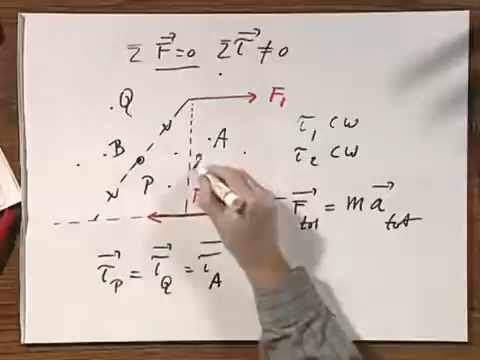 Σ F⃗ = 0 Σ τ⃗ ≠ 0
Q
F₁
A
B
τ₁ cw
τ₂ cw
P
F⃗tot = m a⃗tot
τ⃗P = τ⃗Q = τ⃗A